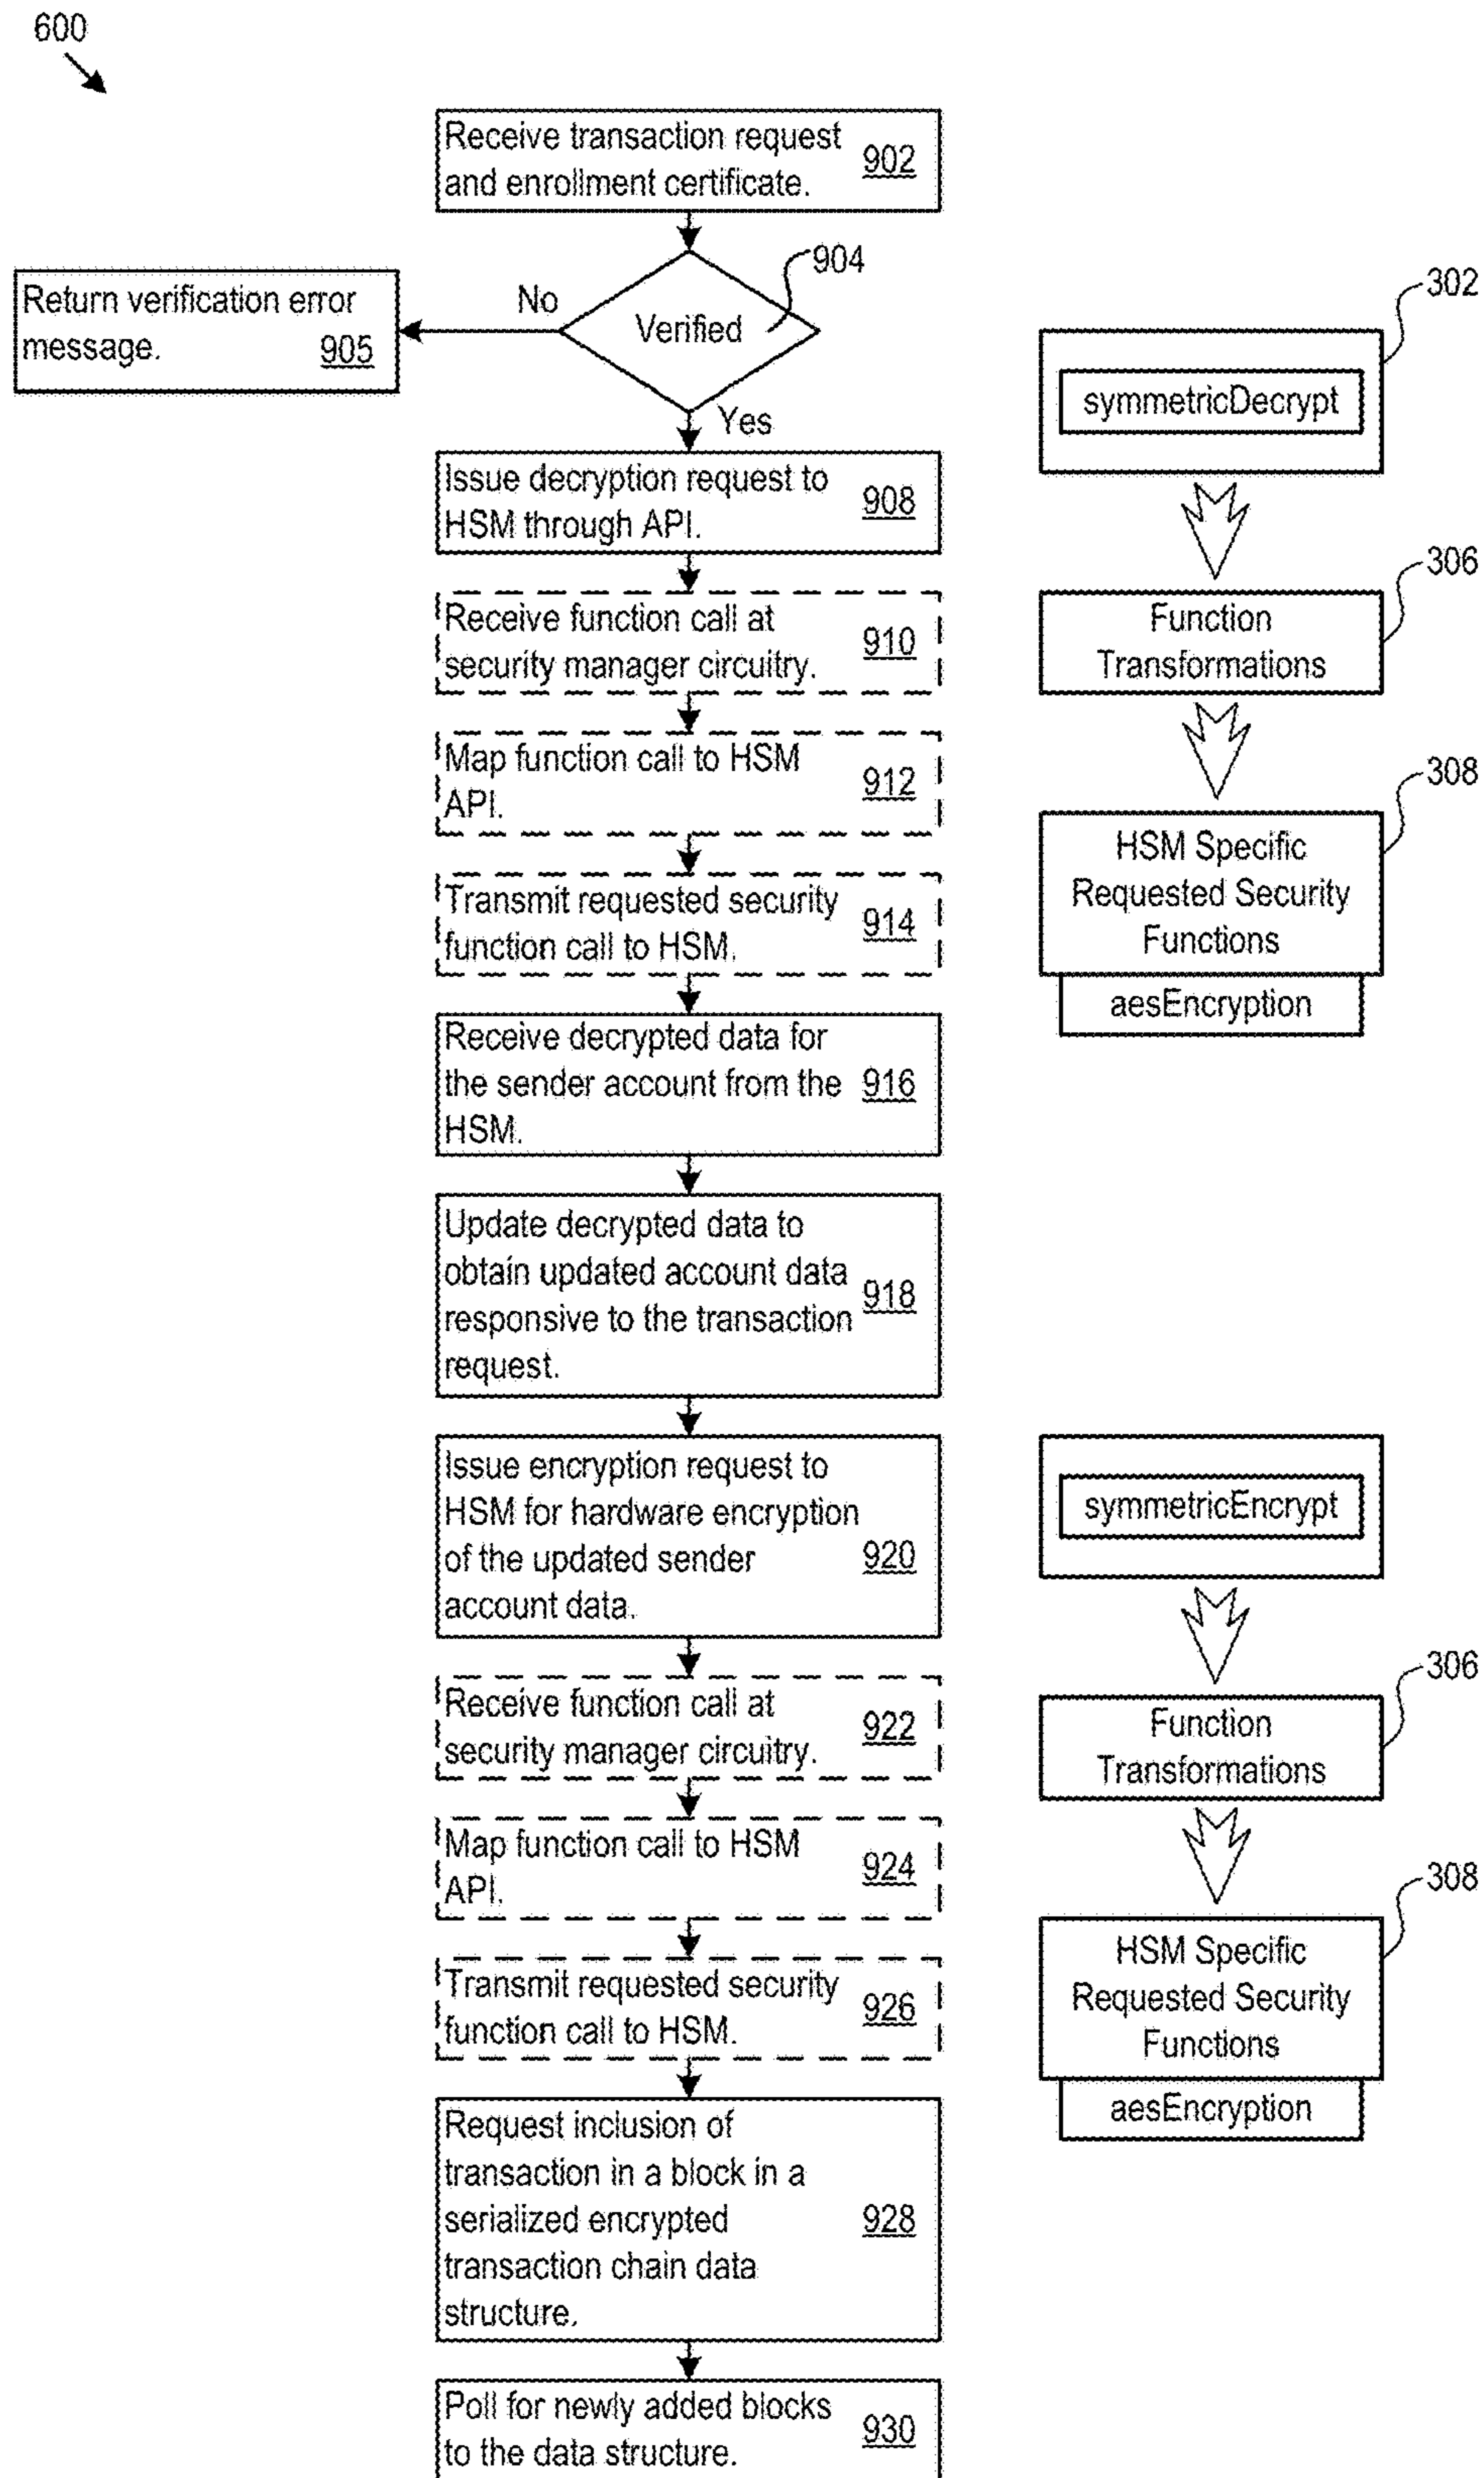 600
Receive transaction request
and enrollment certificate.
902
904
Verified
No
Return verification error
message.
905
Yes
Issue decryption request to
HSM through API.
908
Receive function call at
security manager circuitry.
910
Map function call to HSM
API.
912
Transmit requested security
function call to HSM.
914
Receive decrypted data for
the sender account from the
HSM.
916
Update decrypted data to
obtain updated account data
responsive to the transaction
request.
918
Issue encryption request to
HSM for hardware encryption
of the updated sender
account data.
920
Receive function call at
security manager circuitry.
922
Map function call to HSM
API.
924
Transmit requested security
function call to HSM.
926
Request inclusion of
transaction in a block in a
serialized encrypted
transaction chain data
structure.
928
Poll for newly added blocks
to the data structure.
930
302
symmetricDecrypt
306
Function
Transformations
308
HSM Specific
Requested Security
Functions
aesEncryption
symmetricEncrypt
306
Function
Transformations
308
HSM Specific
Requested Security
Functions
aesEncryption